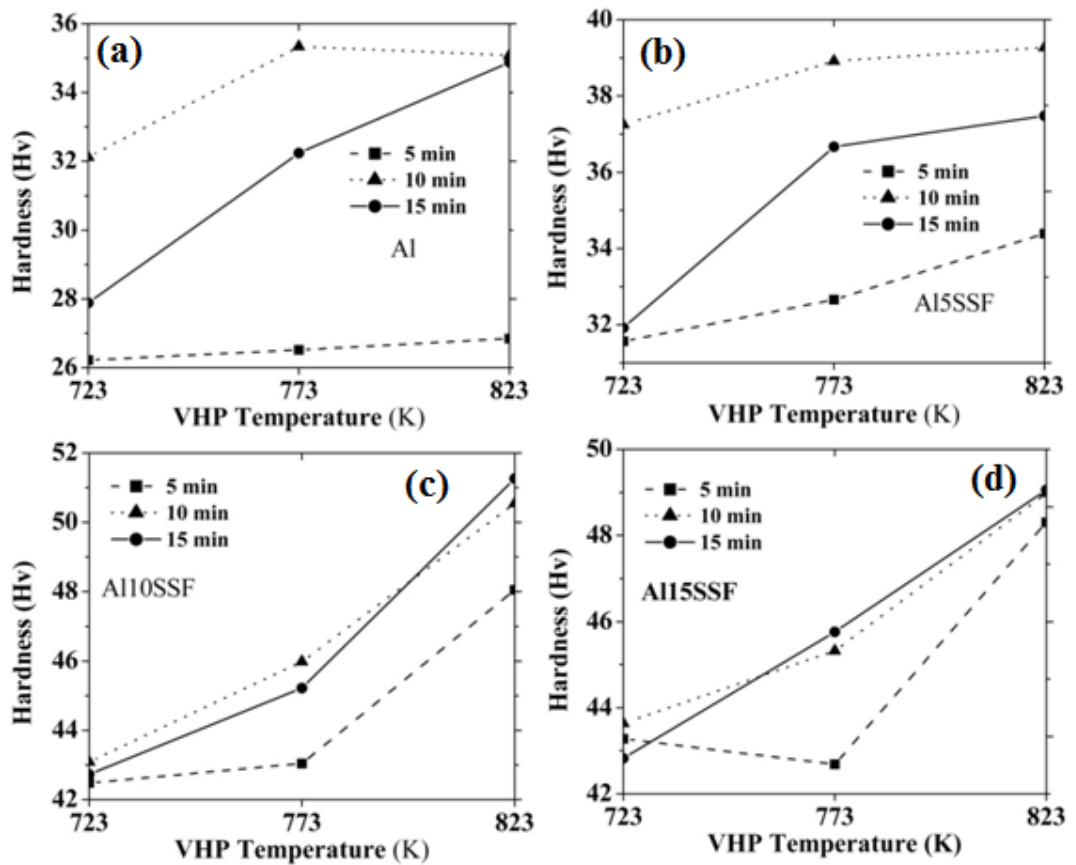 (a)
36
34
32
30
28
26
Hardness (Hv)
5 min
10 min
15 min
Al
723
773
823
VHP Temperature (K)
(b)
40
38
36
34
32
Hardness (Hv)
5 min
10 min
15 min
Al5SSF
723
773
823
VHP Temperature (K)
(c)
52
50
48
46
44
42
Hardness (Hv)
5 min
10 min
15 min
Al10SSF
723
773
823
VHP Temperature (K)
(d)
50
48
46
44
42
Hardness (Hv)
5 min
10 min
15 min
Al15SSF
723
773
823
VHP Temperature (K)